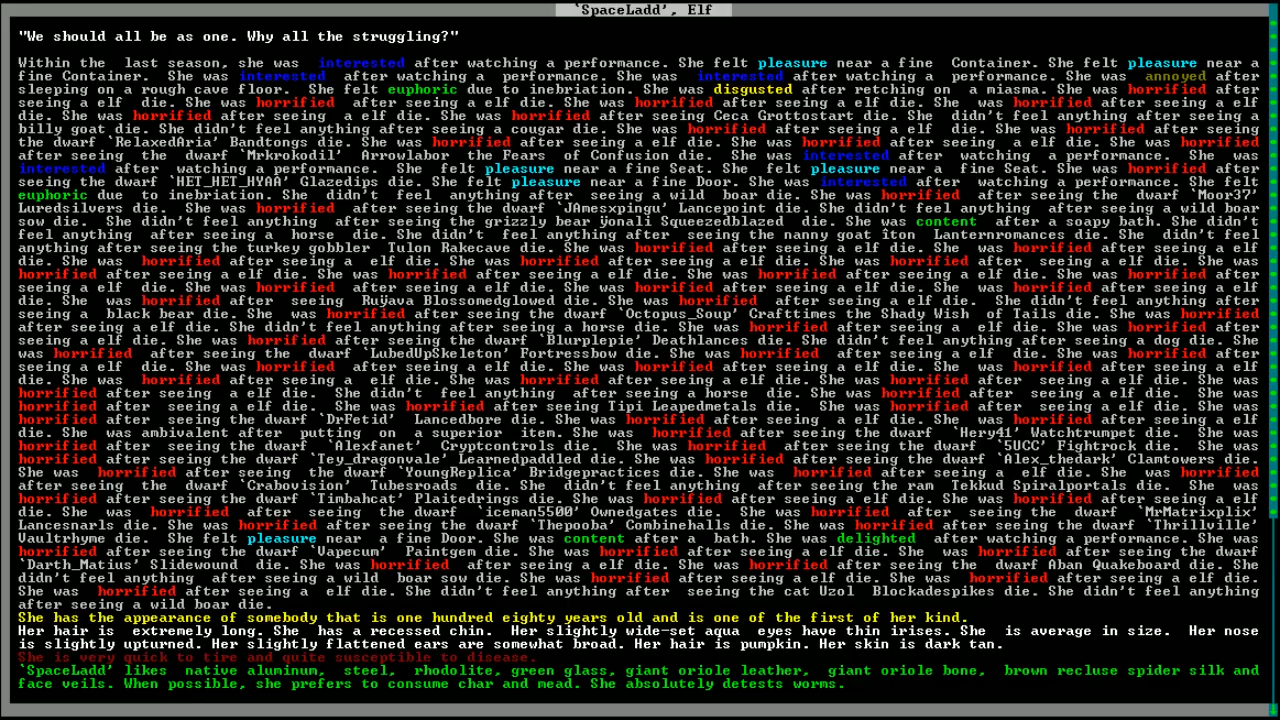 `SpaceLadd', Elf
"We should all be as one. Why all the struggling?"
Within the last season, she was interested after watching a performance. She felt pleasure near a fine Container. She felt pleasure near a
fine Container. She was interested after watching a performance. She was interested after watching a performance. She was annoyed after
sleeping on a rough cave floor. She felt euphoric due to inebriation. She was disgusted after retching on a miasma. She was horrified after
seeing a elf die. She was horrified after seeing a elf die. She was horrified after seeing a elf die. She was horrified after seeing a elf
die. She was horrified after seeing a elf die. She was horrified after seeing Ceca Grottostart die. She didn't feel anything after seeing a
billy goat die. She didn't feel anything after seeing a cougar die. She was horrified after seeing a elf die. She was horrified after seeing
the dwarf `RelaxedAria' Bandtongs die. She was horrified after seeing a elf die. She was horrified after seeing a elf die. She was horrified
after seeing the dwarf `Mrkrokodil' Arrowlabor the Fears of Confusion die. She was interested after watching a performance. She was
interested after watching a performance. She felt pleasure near a fine Seat. She felt pleasure near a fine Seat. She was horrified after
seeing the dwarf `HET_HET_HYAA' Glazedips die. She felt pleasure near a fine Door. She was interested after watching a performance. She felt
euphoric due to inebriation. She didn't feel anything after seeing a wild boar die. She was horrified after seeing the dwarf `Moor37'
Luredsilvers die. She was horrified after seeing the dwarf `JAmesxpingu' Lancepoint die. She didn't feel anything after seeing a wild boar
sow die. She didn't feel anything after seeing the grizzly bear ÿonali Squeezedblazed die. She was content after a soapy bath. She didn't
feel anything after seeing a horse die. She didn't feel anything after seeing the nanny goat îton Lanternromances die. She didn't feel
anything after seeing the turkey gobbler Tulon Rakecave die. She was horrified after seeing a elf die. She was horrified after seeing a elf
die. She was horrified after seeing a elf die. She was horrified after seeing a elf die. She was horrified after seeing a elf die. She was
horrified after seeing a elf die. She was horrified after seeing a elf die. She was horrified after seeing a elf die. She was
die. She was horrified after seeing a elf die. She was horrified after seeing a elf die. She was horrified after seeing a elf
die. She was horrified after seeing Ruÿava Blossomedglowed die. She was horrified after seeing a elf die. She didn't feel anything after
seeing a black bear die. She was horrified after seeing the dwarf `Octopus_Soup' Crafttimes the Shady Wish of Tails die. She was horrified
after seeing a elf die. She didn't feel anything after seeing a horse die. She was horrified after seeing a elf die. She was horrified after
seeing a elf die. She was horrified after seeing the dwarf `Blurplepie' Deathlances die. She didn't feel anything after seeing a dog die. She
was horrified after seeing the dwarf `LubedUpSkeleton' Fortressbow die. She was horrified after seeing a elf die. She was horrified after
seeing a elf die. She was horrified after seeing a elf die. She was horrified after seeing a elf die. She was horrified after seeing a elf
die. She was horrified after seeing a elf die. She was horrified after seeing a elf die. She was horrified after seeing a elf die. She was
horrified after seeing a elf die. She didn't feel anything after seeing a horse die. She was horrified after seeing a elf die. She was
horrified after seeing a elf die. She was horrified after seeing Tipi Leapedmetals die. She was horrified after seeing a elf die. She was
horrified after seeing the dwarf `DrFetid' Lancedbore die. She was horrified after seeing a elf die. She was horrified after seeing a elf
die. She was ambivalent after putting on a superior item. She was horrified after seeing the dwarf `Hery41' Watchtrumpet die. She was
horrified after seeing the dwarf `Alexfanet' Cryptcontrols die. She was horrified after seeing the dwarf `5UCC' Fightrock die. She was
horrified after seeing the dwarf `Tey_dragonvale' Learnedpaddled die. She was horrified after seeing the dwarf `Alex_thedark' Clamtowers die.
She was horrified after seeing the dwarf `YoungReplica' Bridgepractices die. She was horrified after seeing a elf die. She was horrified
after seeing the dwarf `Crabovision' Tubesroads die. She didn't feel anything after seeing the ram Tekkud Spiralportals die. She was
horrified after seeing the dwarf `Timbahcat' Plaitedrings die. She was horrified after seeing a elf die. She was horrified after seeing a elf
die. She was horrified after seeing the dwarf `iceman5500' Ownedgates die. She was horrified after seeing the dwarf `MrMatrixplix'
Lancesnarls die. She was horrified after seeing the dwarf `Thepooba' Combinehalls die. She was horrified after seeing the dwarf `Thrillville'
Vaultrhyme die. She felt pleasure near a fine Door. She was content after a bath. She was delighted after watching a performance. She was
horrified after seeing the dwarf `Vapecum' Paintgem die. She was horrified after seeing a elf die. She was horrified after seeing the dwarf
`Darth_Matius' Slidewound die. She was horrified after seeing a elf die. She was horrified after seeing the dwarf Aban Quakeboard die. She
didn't feel anything after seeing a wild boar sow die. She was horrified after seeing a elf die. She was horrified after seeing a elf die.
She was horrified after seeing a elf die. She didn't feel anything after seeing the cat Uzol Blockadespikes die. She didn't feel anything
after seeing a wild boar die.
She has the appearance of somebody that is one hundred eighty years old and is one of the first of her kind.
Her hair is extremely long. She has a recessed chin. Her slightly wide-set aqua eyes have thin irises. She is average in size. Her nose
is slightly upturned. Her slightly flattened ears are somewhat broad. Her hair is pumpkin. Her skin is dark tan.
She is very quick to tire and quite susceptible to disease.
`SpaceLadd' likes native aluminum, steel, rhodolite, green glass, giant oriole leather, giant oriole bone, brown recluse spider silk and
face veils. When possible, she prefers to consume char and mead. She absolutely detests worms.